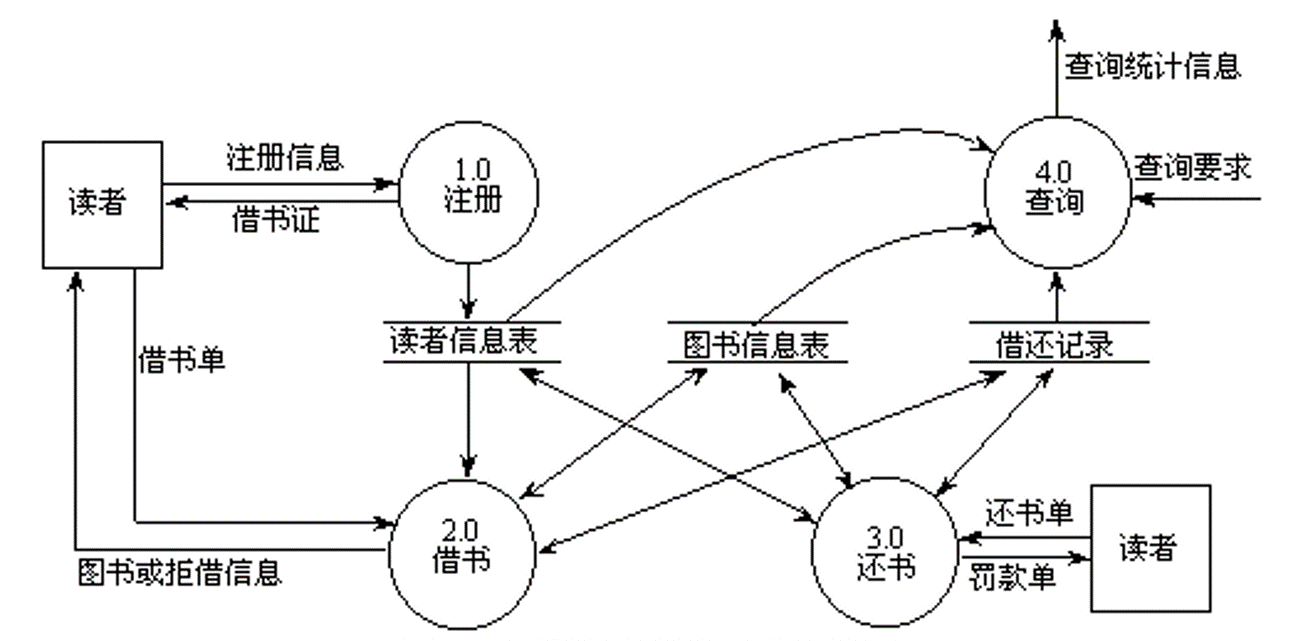 查询统计信息
注册信息
1.0
注册
4.0
查询
查询要求
读者
借书证
读者信息表
图书信息表
借还记录
借书单
2.0
借书
3.0
还书
还书单
读者
图书或拒借信息
罚款单